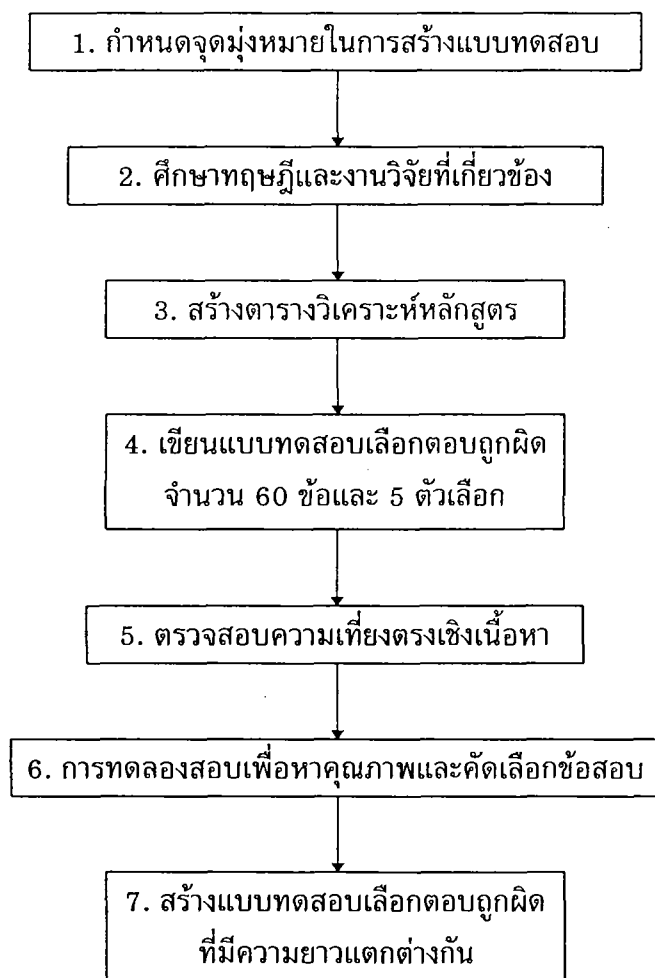 1. กำหนดจุดมุ่งหมายในการสร้างแบบทดสอบ
2. ศึกษาทฤษฎีและงานวิจัยที่เกี่ยวข้อง
3. สร้างตารางวิเคราะห์หลักสูตร
4. เขียนแบบทดสอบเลือกตอบถูกผิด
จำนวน 60 ข้อและ 5 ตัวเลือก
5. ตรวจสอบความเที่ยงตรงเชิงเนื้อหา
6. การทดลองสอบเพื่อหาคุณภาพและคัดเลือกข้อสอบ
7. สร้างแบบทดสอบเลือกตอบถูกผิด
ที่มีความยาวแตกต่างกัน